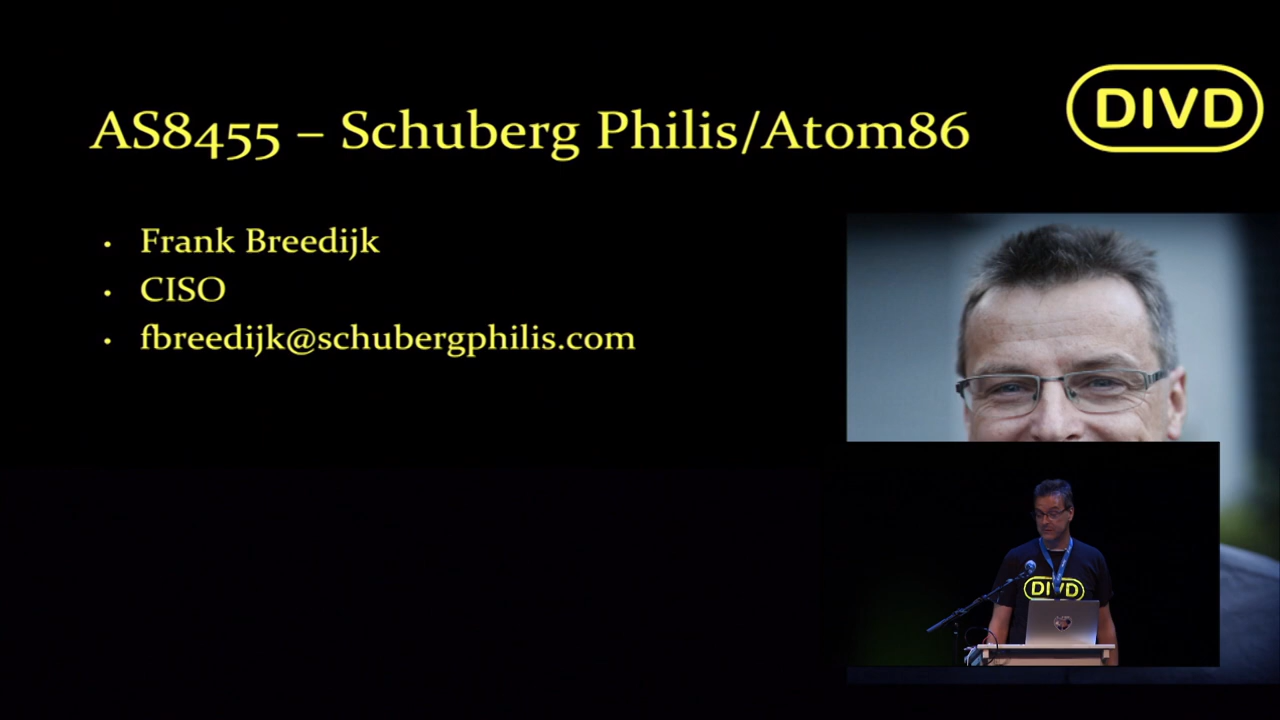 AS8455 – Schuberg Philis/Atom86
DIVD
• Frank Breedijk
• CISO
• fbreedijk@schubergphilis.com
DIVD